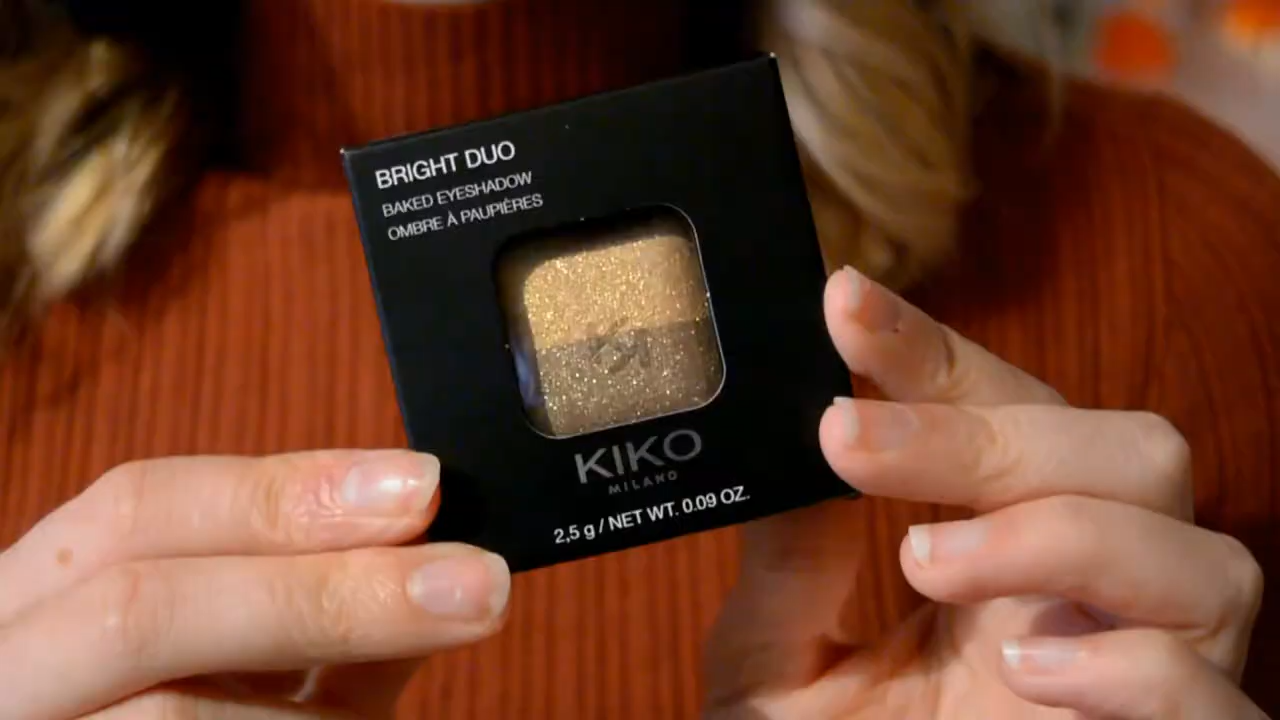 BRIGHT DUO
BAKED EYESHADOW
OMBRE À PAUPIÈRES
KIKO
MILANO
2,5 g / NET WT. 0.09 OZ.